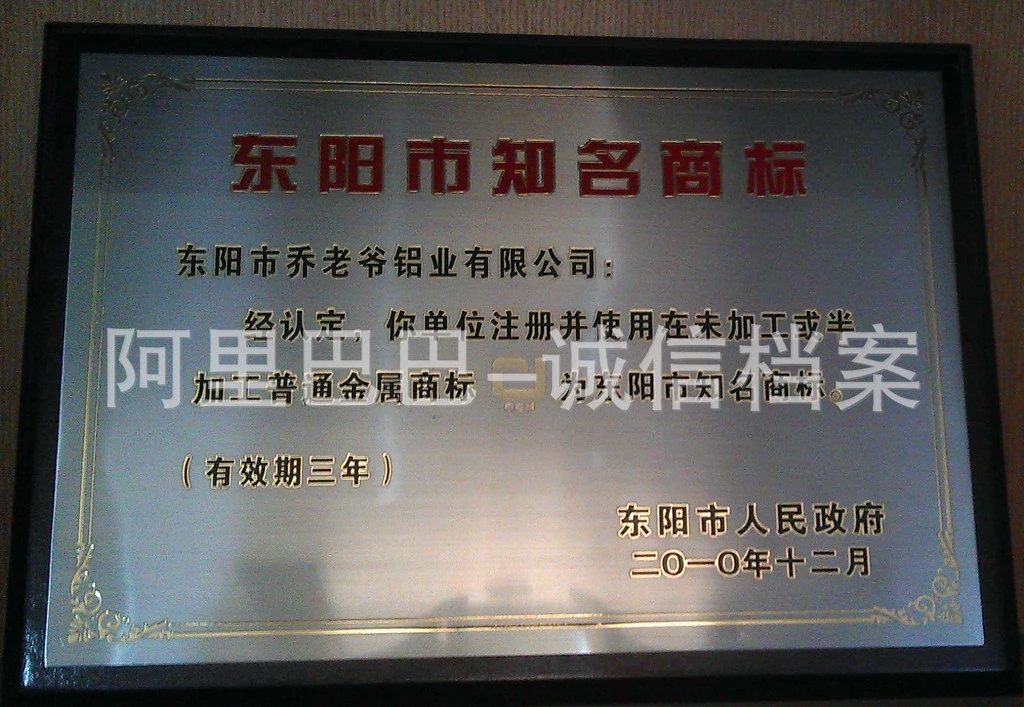 东阳市知名商标
东阳市乔老爷铝业有限公司：
经认定，你单位注册并使用在未加工或半
加工普通金属商标 为东阳市知名商标。
阿里巴巴–诚信档案
（有效期三年）
东阳市人民政府
二〇一〇年十二月